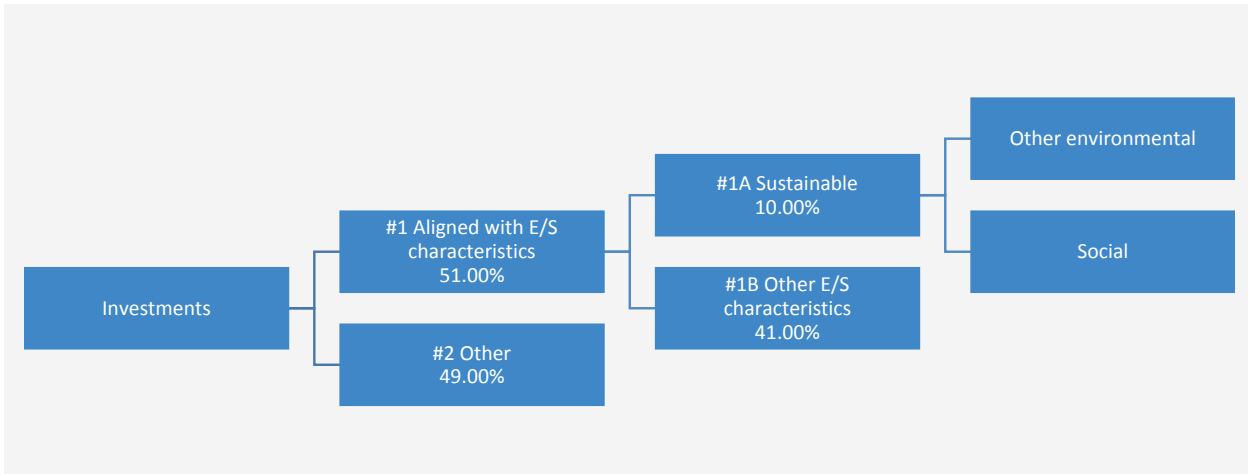 Investments
#1 Aligned with E/S
characteristics
51.00%
#2 Other
49.00%
#1A Sustainable
10.00%
#1B Other E/S
characteristics
41.00%
Other environmental
Social